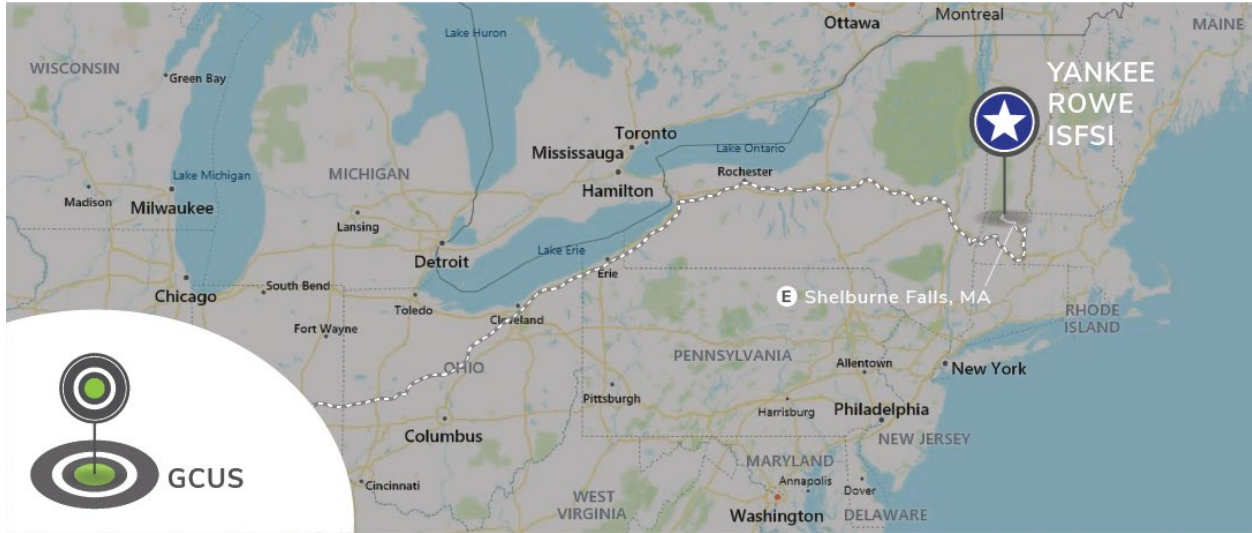 Ottawa
Montreal
MAINE
Lake Huron
WISCONSIN
Green Bay
YANKEE
ROWE
ISFSI
Toronto
Mississauga
Lake Ontario
Rochester
Hamilton
Lake Michigan
MICHIGAN
Madison
Milwaukee
Lansing
Lake Erie
Detroit
Erie
Chicago
South Bend
Toledo
Cleveland
E Shelburne Falls, MA
RHODE
ISLAND
Fort Wayne
OHIO
PENNSYLVANIA
Allentown
New York
Pittsburgh
Harrisburg
Philadelphia
Columbus
NEW JERSEY
MARYLAND
GCUS
Cincinnati
Annapolis
Dover
WEST
VIRGINIA
Washington
DELAWARE